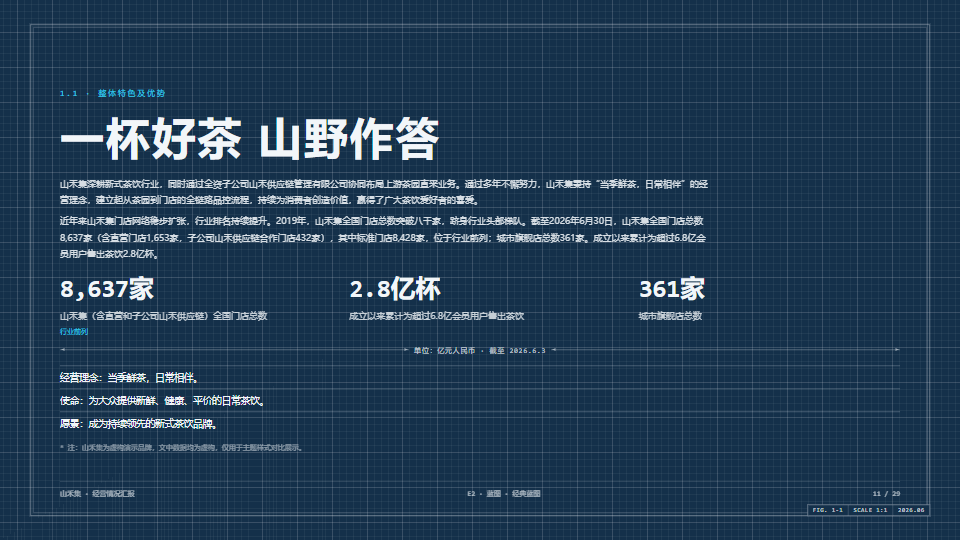 1.1 · 整体特色及优势
一杯好茶 山野作答
山禾集深耕新式茶饮行业，同时通过全资子公司山禾供应链管理有限公司协同布局上游茶园直采业务。通过多年不懈努力，山禾集秉持“当季鲜茶，日常相伴”的经
营理念，建立起从茶园到门店的全链路品控流程，持续为消费者创造价值，赢得了广大茶饮爱好者的喜爱。
近年来山禾集门店网络稳步扩张，行业排名持续提升。2019年，山禾集全国门店总数突破八千家，跻身行业头部梯队。截至2026年6月30日，山禾集全国门店总数
8,637家（含直营门店1,653家，子公司山禾供应链合作门店432家），其中标准门店8,428家，位于行业前列；城市旗舰店总数361家。成立以来累计为超过6.8亿会
员用户售出茶饮2.8亿杯。
8,637家
2.8亿杯
361家
山禾集（含直营和子公司山禾供应链）全国门店总数
成立以来累计为超过6.8亿会员用户售出茶饮
城市旗舰店总数
行业前列
单位：亿元人民币 · 截至 2026.6.3
经营理念：当季鲜茶，日常相伴。
使命：为大众提供新鲜、健康、平价的日常茶饮。
愿景：成为持续领先的新式茶饮品牌。
* 注：山禾集为虚构演示品牌，文中数据均为虚构，仅用于主题样式对比展示。
山禾集 · 经营情况汇报
E2 · 蓝图 · 经典蓝图
11 / 29
FIG. 1-1 SCALE 1:1 2026.06